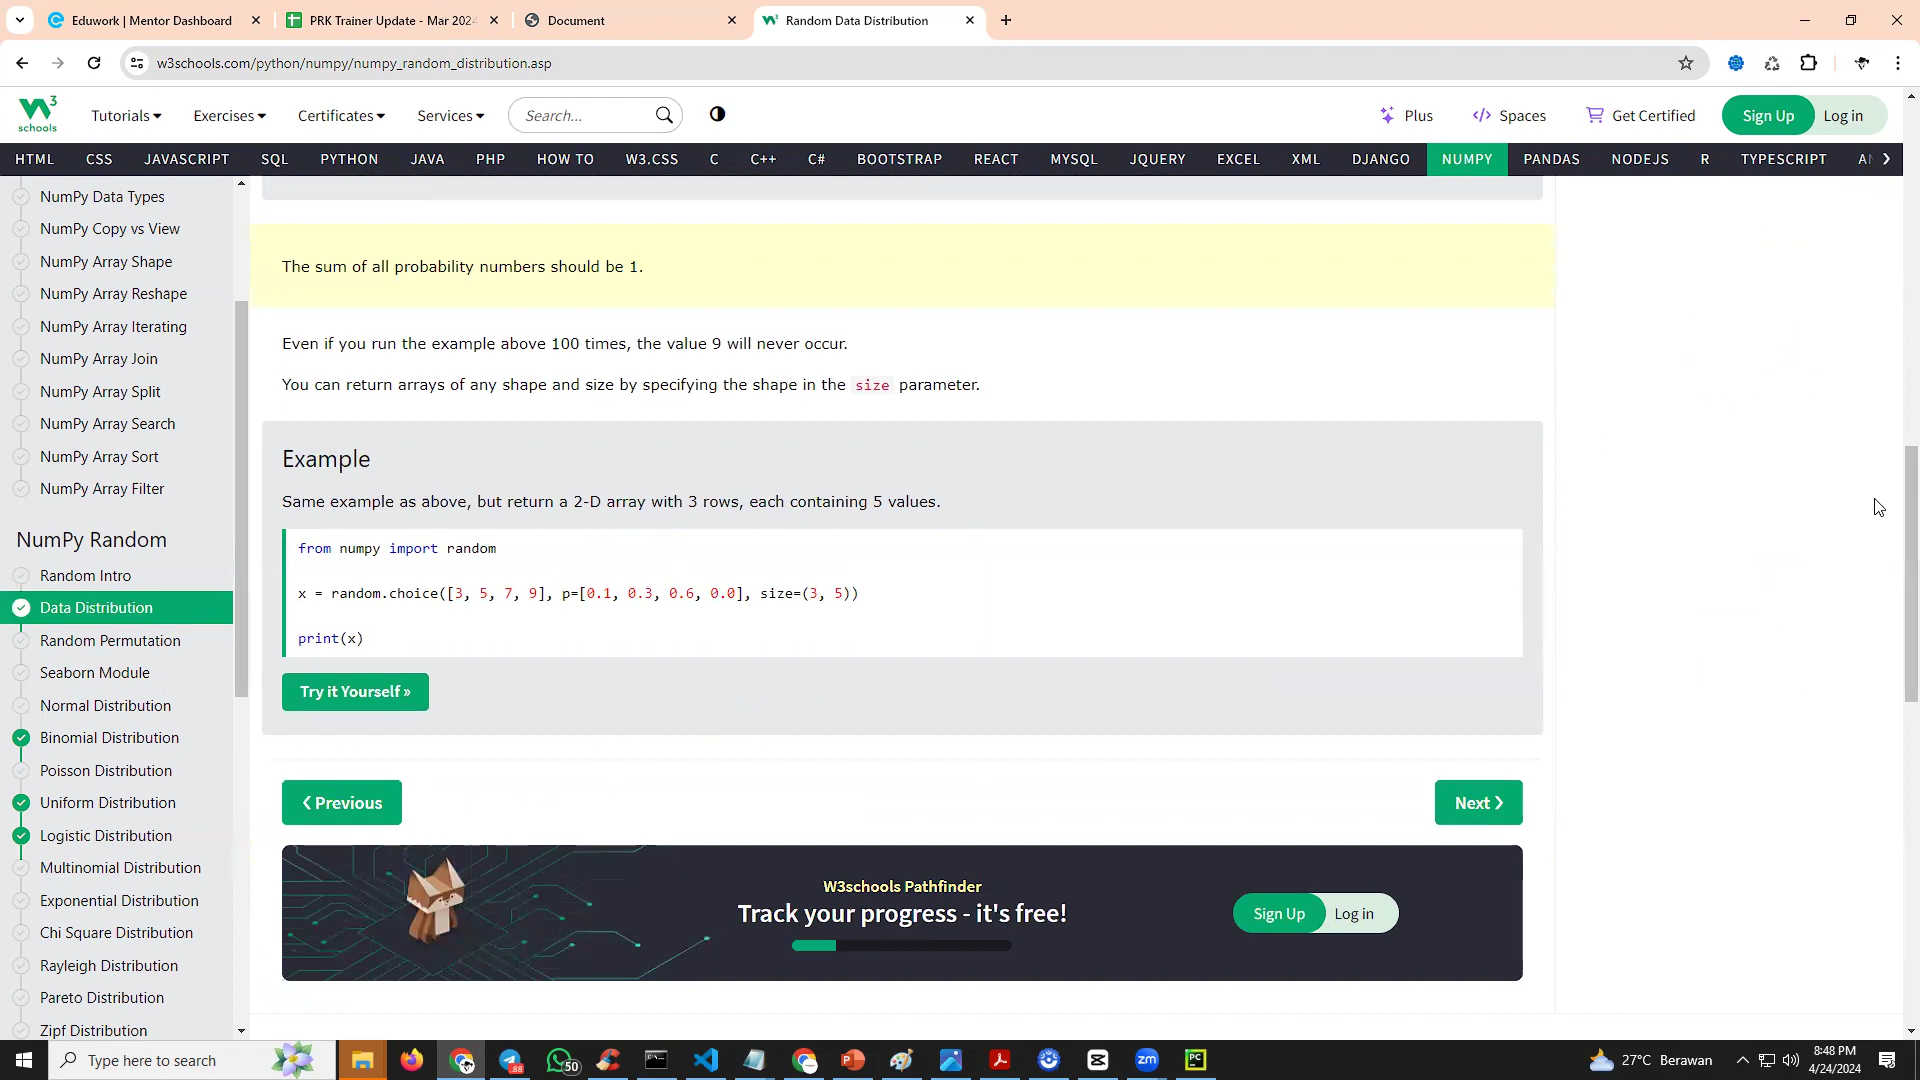 Eduwork | Mentor Dashboard
PRK Trainer Update - Mar 2024
Document
Random Data Distribution
w3schools.com/python/numpy/numpy_random_distribution.asp
W3 schools
Tutorials
Exercises
Certificates
Services
Search...
Plus
Spaces
Get Certified
Sign Up
Log in
HTML
CSS
JAVASCRIPT
SQL
PYTHON
JAVA
PHP
HOW TO
W3.CSS
C
C++
C#
BOOTSTRAP
REACT
MYSQL
JQUERY
EXCEL
XML
DJANGO
NUMPY
PANDAS
NODEJS
R
TYPESCRIPT
NumPy Data Types
NumPy Copy vs View
NumPy Array Shape
NumPy Array Reshape
NumPy Array Iterating
NumPy Array Join
NumPy Array Split
NumPy Array Search
NumPy Array Sort
NumPy Array Filter
NumPy Random
Random Intro
Data Distribution
Random Permutation
Seaborn Module
Normal Distribution
Binomial Distribution
Poisson Distribution
Uniform Distribution
Logistic Distribution
Multinomial Distribution
Exponential Distribution
Chi Square Distribution
Rayleigh Distribution
Pareto Distribution
Zipf Distribution
The sum of all probability numbers should be 1.
Even if you run the example above 100 times, the value 9 will never occur.
You can return arrays of any shape and size by specifying the shape in the size parameter.
Example
Same example as above, but return a 2-D array with 3 rows, each containing 5 values.
from numpy import random
x = random.choice([3, 5, 7, 9], p=[0.1, 0.3, 0.6, 0.0], size=(3, 5))
print(x)
Try it Yourself »
❮ Previous
Next ❯
W3schools Pathfinder
Track your progress - it's free!
Sign Up
Log in
Type here to search
88
50
zm
PC
27°C Berawan
8:48 PM
4/24/2024